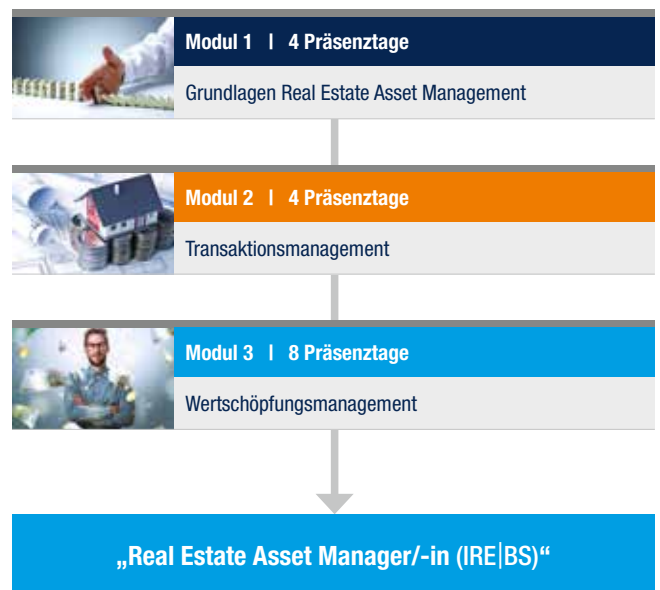 Modul 1 | 4 Präsenztage
Grundlagen Real Estate Asset Management
Modul 2 | 4 Präsenztage
Transaktionsmanagement
Modul 3 | 8 Präsenztage
Wertschöpfungsmanagement
„Real Estate Asset Manager/-in (IRE|BS)“